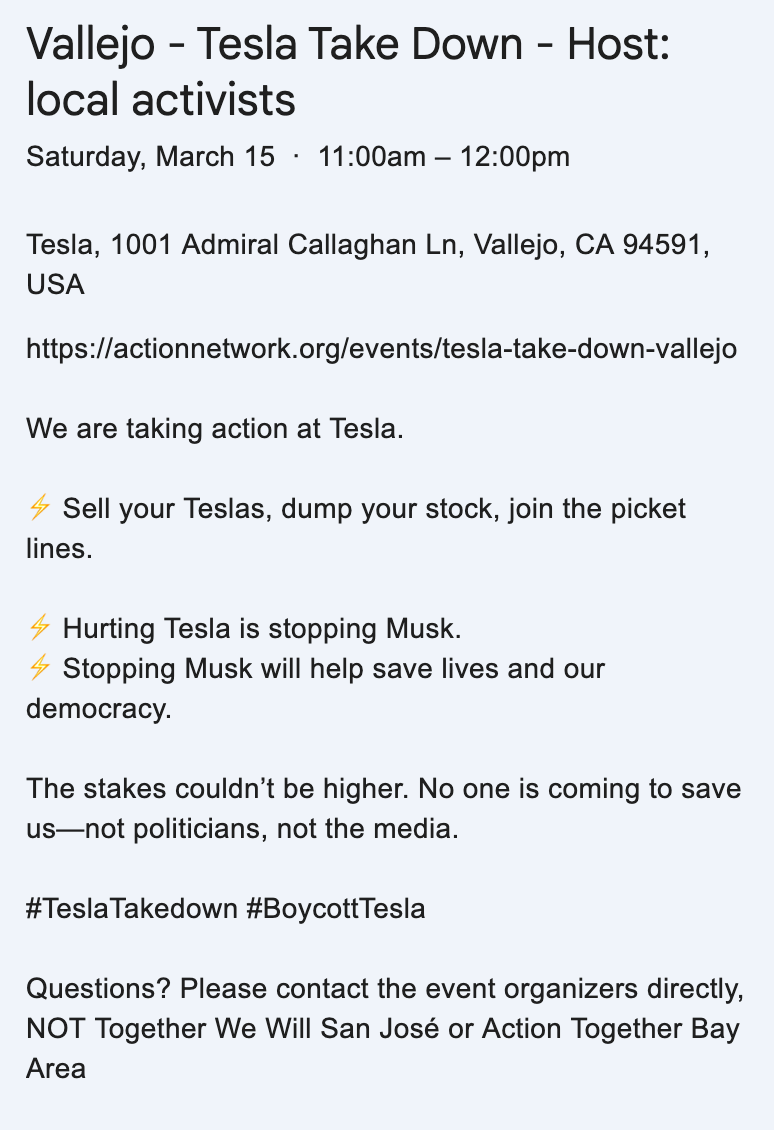 Vallejo - Tesla Take Down - Host:
local activists
Saturday, March 15 · 11:00am – 12:00pm
Tesla, 1001 Admiral Callaghan Ln, Vallejo, CA 94591,
USA
https://actionnetwork.org/events/tesla-take-down-vallejo
We are taking action at Tesla.
⚡ Sell your Teslas, dump your stock, join the picket
lines.
⚡ Hurting Tesla is stopping Musk.
⚡ Stopping Musk will help save lives and our
democracy.
The stakes couldn’t be higher. No one is coming to save
us—not politicians, not the media.
#TeslaTakedown #BoycottTesla
Questions? Please contact the event organizers directly,
NOT Together We Will San José or Action Together Bay
Area